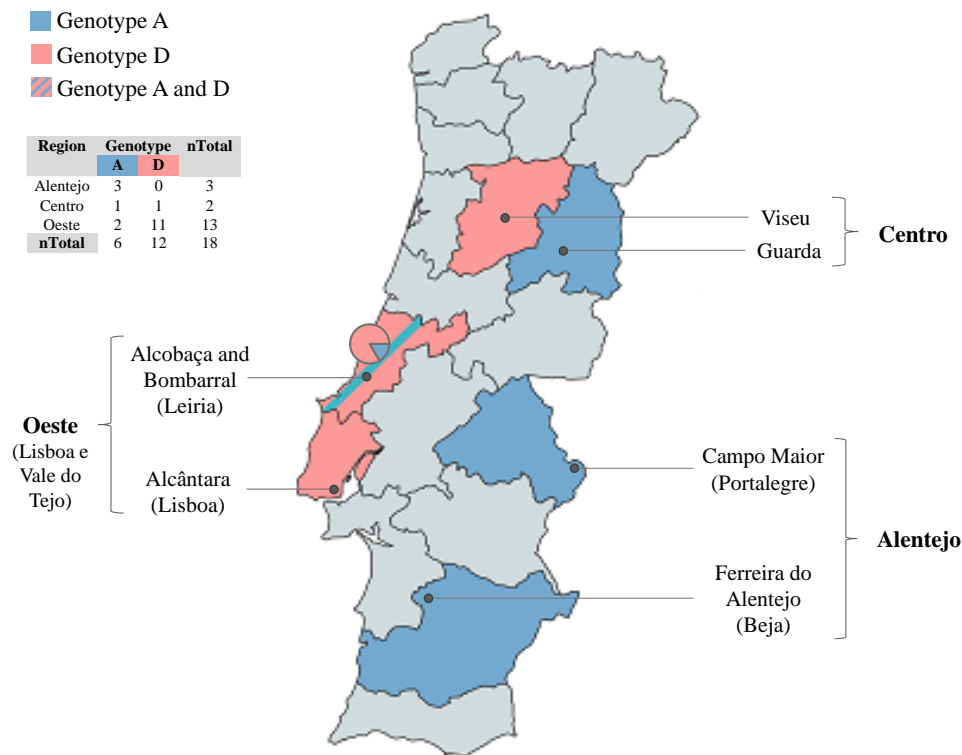 Genotype A
Genotype D
Genotype A and D
Region Genotype nTotal
A D
Alentejo 3 0 3
Centro 1 1 2
Oeste 2 11 13
nTotal 6 12 18
Viseu
Guarda
Centro
Alcobaça and
Bombarral
(Leiria)
Oeste
(Lisboa e
Vale do
Tejo)
Alcântara
(Lisboa)
Campo Maior
(Portalegre)
Alentejo
Ferreira do
Alentejo
(Beja)